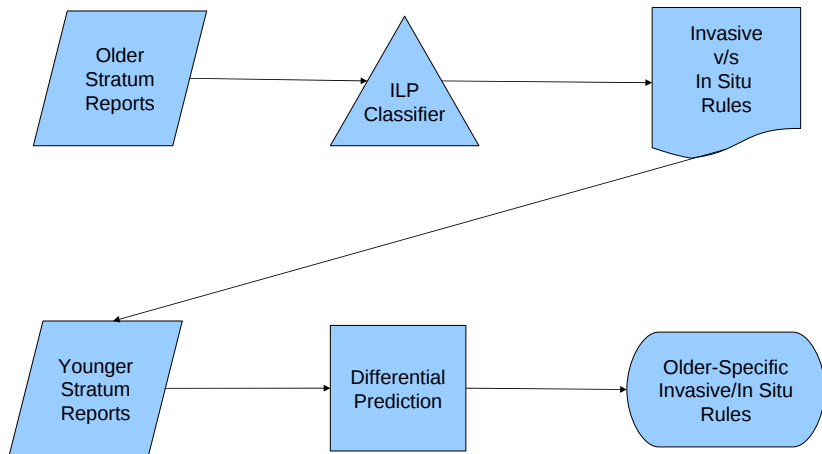 Older
Stratum
Reports
ILP
Classifier
Invasive
v/s
In Situ
Rules
Younger
Stratum
Reports
Differential
Prediction
Older-Specific
Invasive/In Situ
Rules